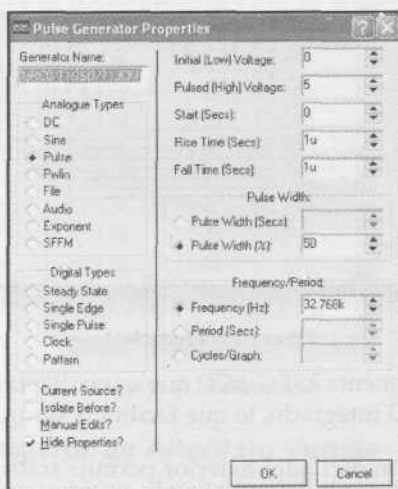 Pulse Generator Properties
Generator Name:
Analogue Types
DC
Sine
Pulse
Pwlin
File
Audio
Exponent
SFFM
Digital Types
Steady State
Single Edge
Single Pulse
Clock
Pattern
Current Source?
Isolate Before?
Manual Edits?
Hide Properties?
Initial (Low) Voltage: 0
Pulsed (High) Voltage: 5
Start (Secs): 0
Rise Time (Secs): 1u
Fall Time (Secs): 1u
Pulse Width:
Pulse Width (Secs)
Pulse Width (%): 50
Frequency/Period:
Frequency (Hz): 32.768k
Period (Secs):
Cycles/Graph:
OK Cancel